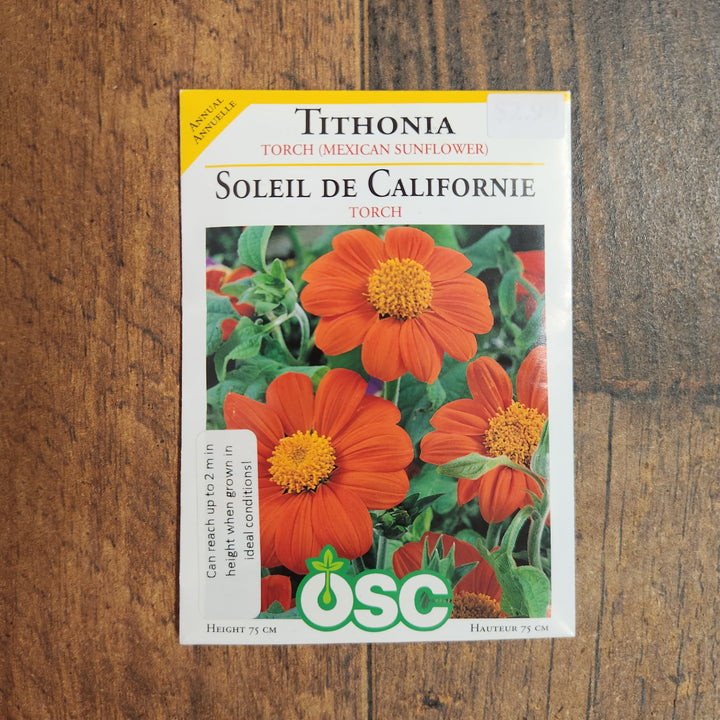 ANNUAL
ANNUELLE
TITHONIA
TORCH (MEXICAN SUNFLOWER)
SOLEIL DE CALIFORNIE
TORCH
Can reach up to 2 m in
height when grown in
ideal conditions!
OSC
HEIGHT 75 CM
HAUTEUR 75 CM